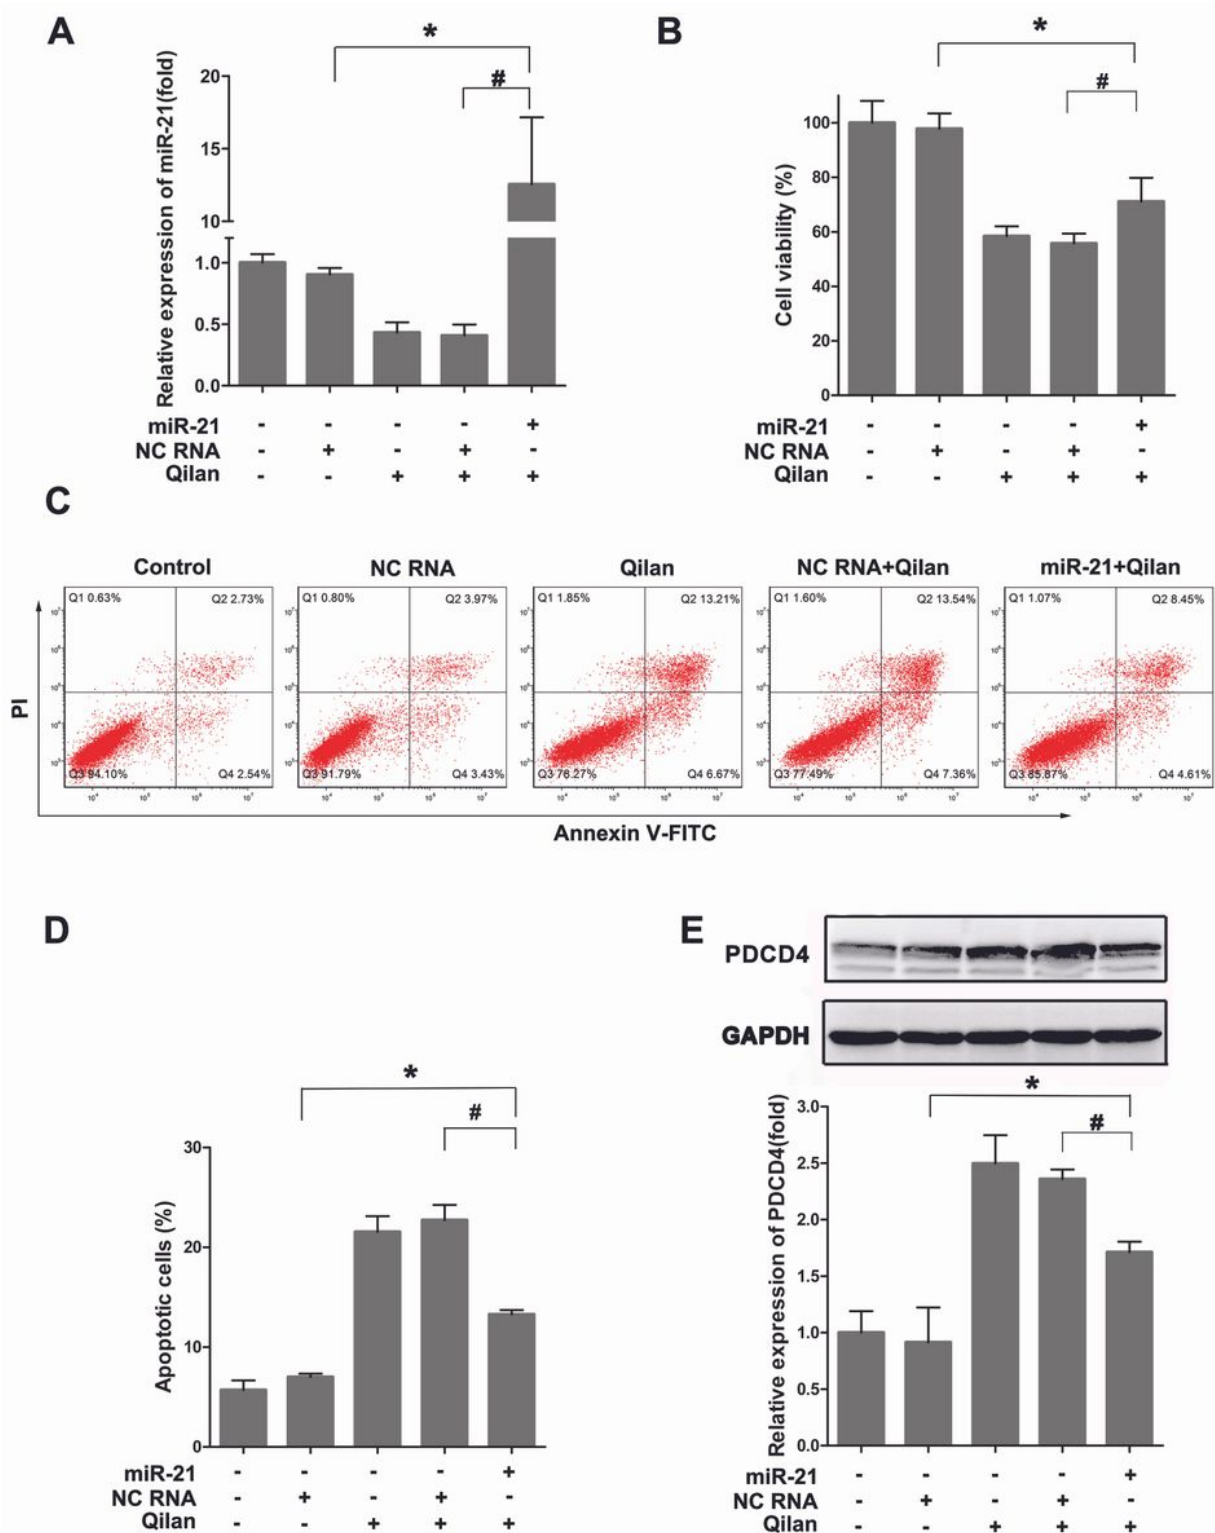 A
Relative expression of miR-21(fold)
20
15
10
1.0
0.5
0.0
*
#
miR-21 - - - - +
NC RNA - + - + -
Qilan - - + + +
B
Cell viability (%)
100
80
60
40
20
0
*
#
miR-21 - - - - +
NC RNA - + - + -
Qilan - - + + +
C
Control NC RNA Qilan NC RNA+Qilan miR-21+Qilan
Q1 0.63% Q2 2.73% Q1 0.80% Q2 3.97% Q1 1.85% Q2 13.21% Q1 1.60% Q2 13.54% Q1 1.07% Q2 8.45%
Q3 94.10% Q4 2.54% Q3 91.79% Q4 3.43% Q3 76.27% Q4 6.67% Q3 77.49% Q4 7.36% Q3 85.87% Q4 4.61%
PI
Annexin V-FITC
D
Apoptotic cells (%)
30
20
10
0
*
#
miR-21 - - - - +
NC RNA - + - + -
Qilan - - + + +
E
PDCD4
GAPDH
Relative expression of PDCD4(fold)
3.0
2.5
2.0
1.5
1.0
0.5
0.0
*
#
miR-21 - - - - +
NC RNA - + - + -
Qilan - - + + +